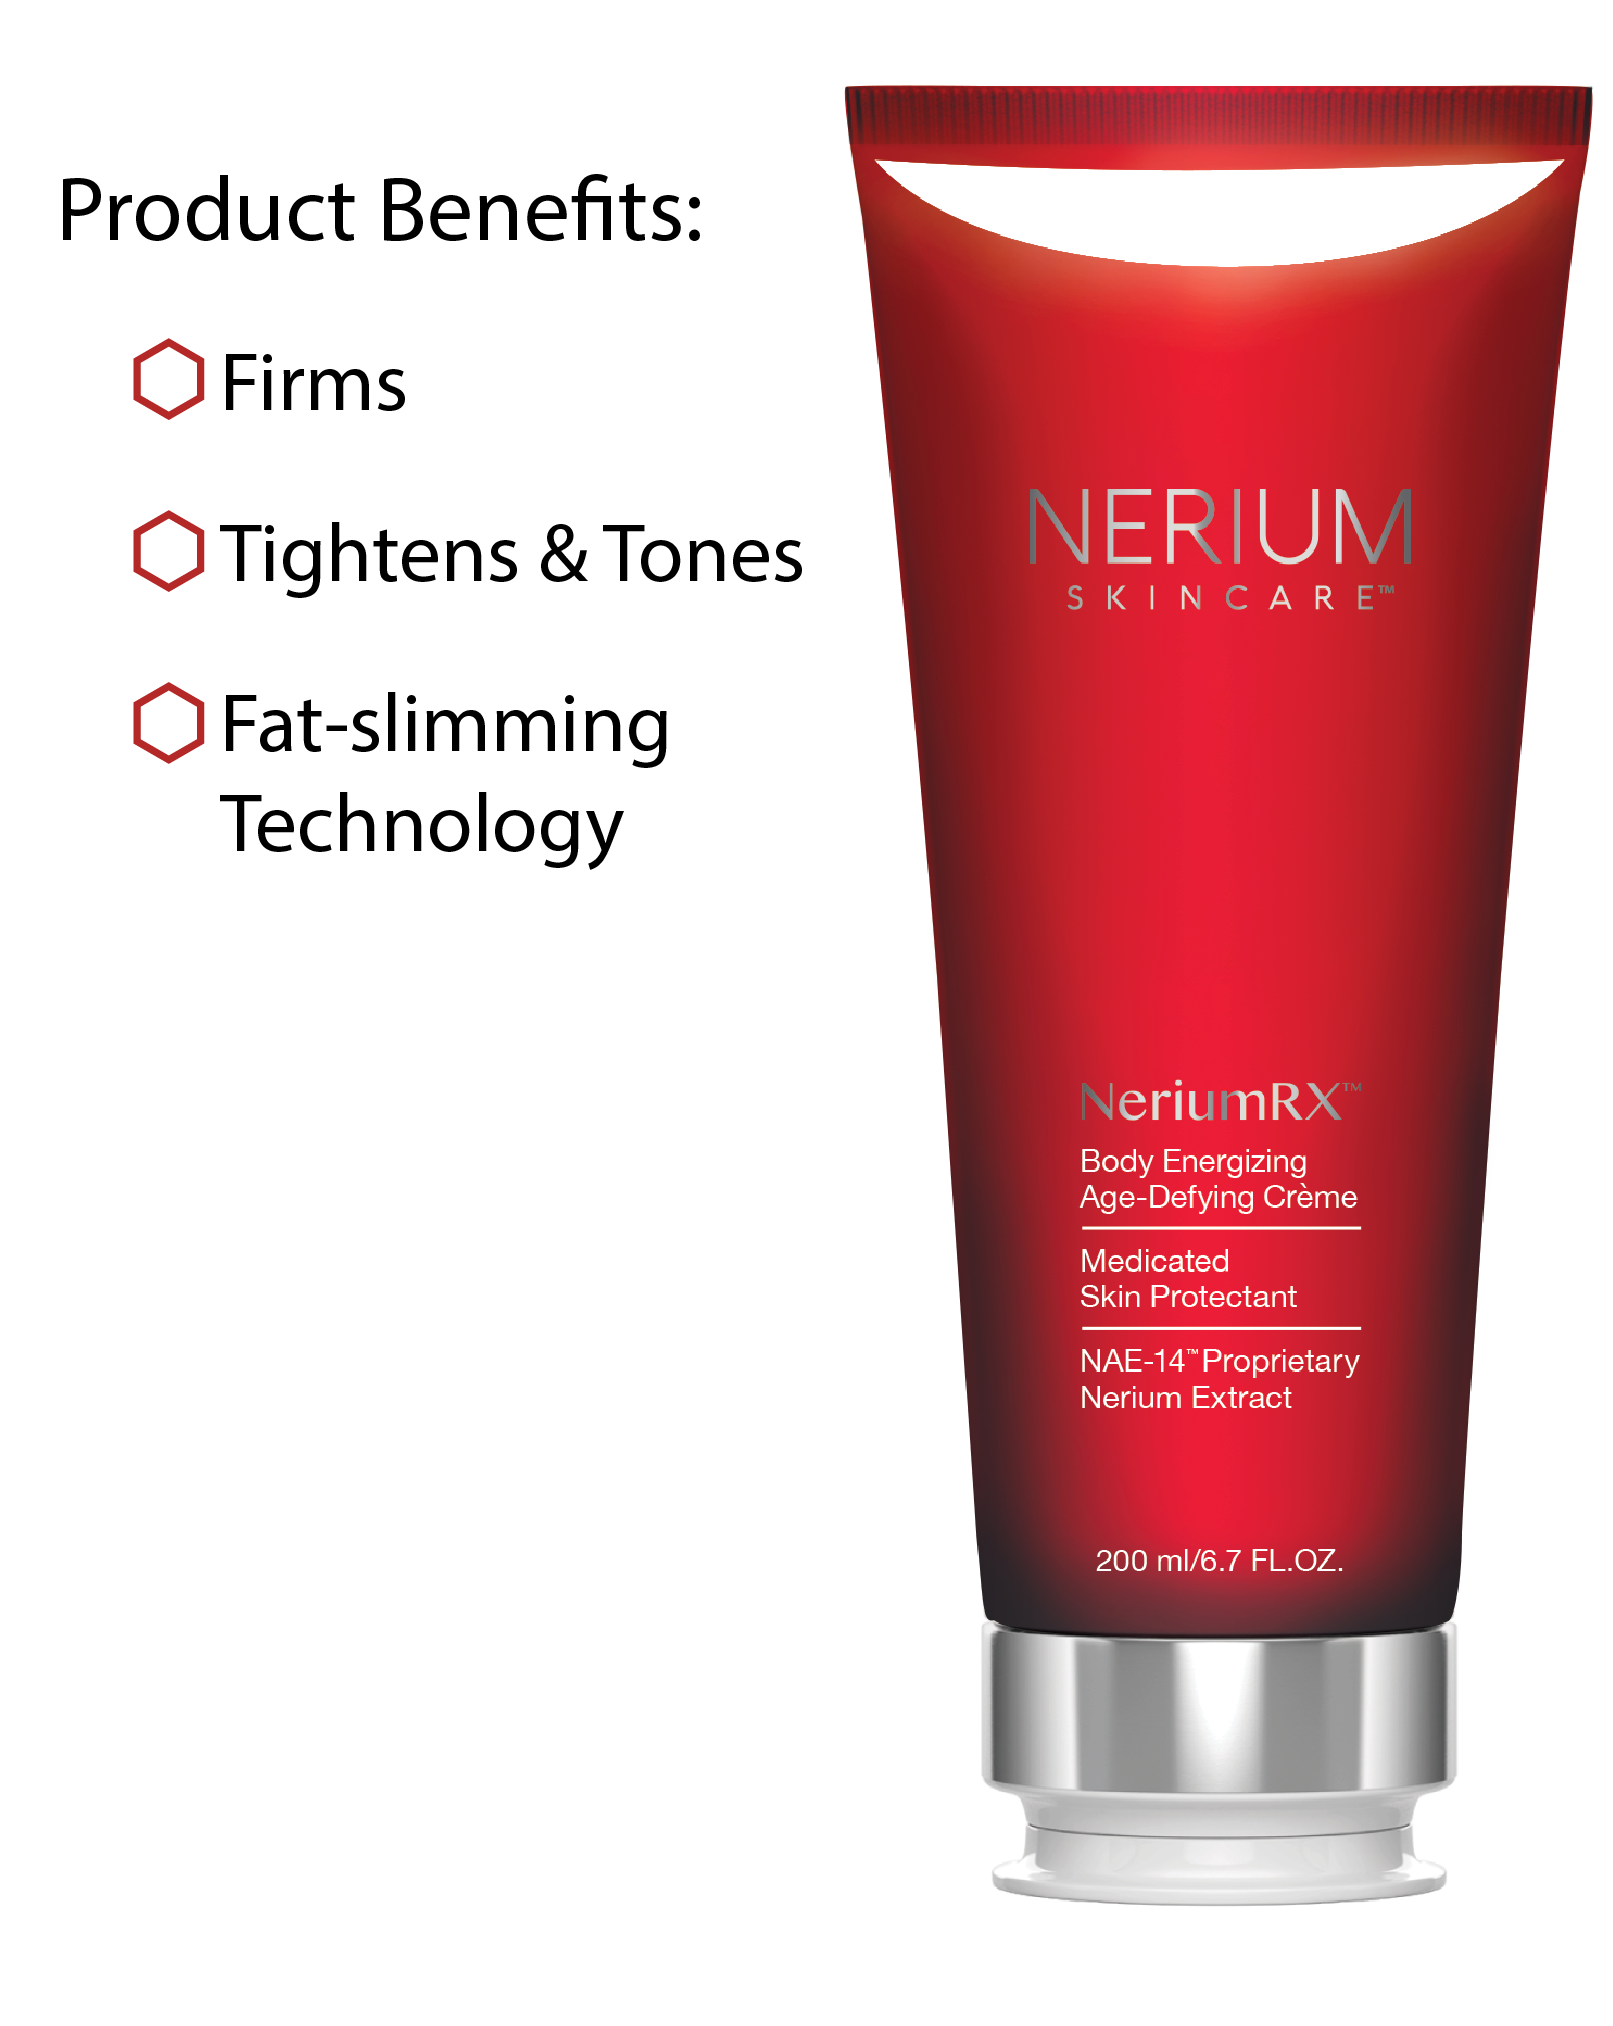 Product Benefits:
Firms
Tightens & Tones
Fat-slimming
Technology
NERIUM
SKINCARE™
NeriumRX™
Body Energizing
Age-Defying Crème
Medicated
Skin Protectant
NAE-14™ Proprietary
Nerium Extract
200 ml/6.7 FL.OZ.